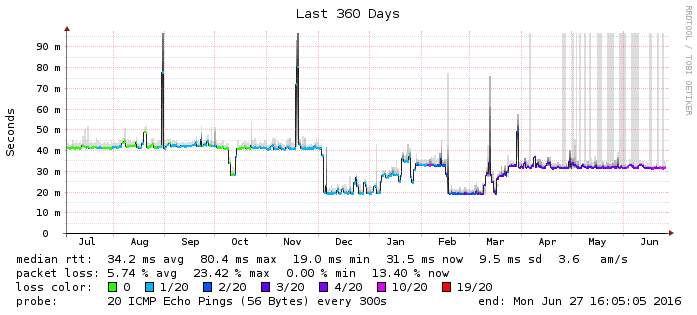 Last 360 Days
RRDTOOL / TOBI OETIKER
Seconds
90 m
80 m
70 m
60 m
50 m
40 m
30 m
20 m
10 m
0
Jul Aug Sep Oct Nov Dec Jan Feb Mar Apr May Jun
median rtt: 34.2 ms avg 80.4 ms max 19.0 ms min 31.5 ms now 9.5 ms sd 3.6 am/s
packet loss: 5.74 % avg 23.42 % max 0.00 % min 13.40 % now
loss color: 0 1/20 2/20 3/20 4/20 10/20 19/20
probe: 20 ICMP Echo Pings (56 Bytes) every 300s end: Mon Jun 27 16:05:05 2016